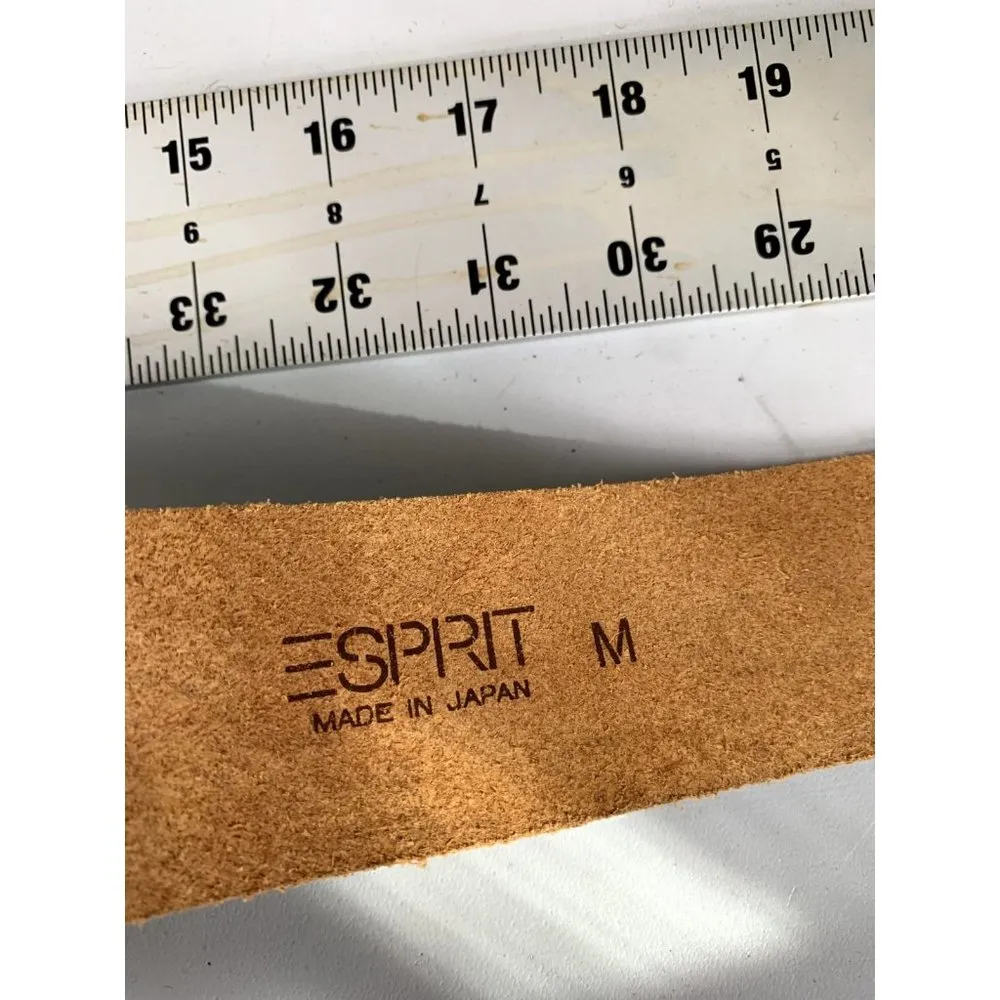 15 16 17 18 19
9 8 7 6 5
33 32 31 30 29
ESPRIT M
MADE IN JAPAN